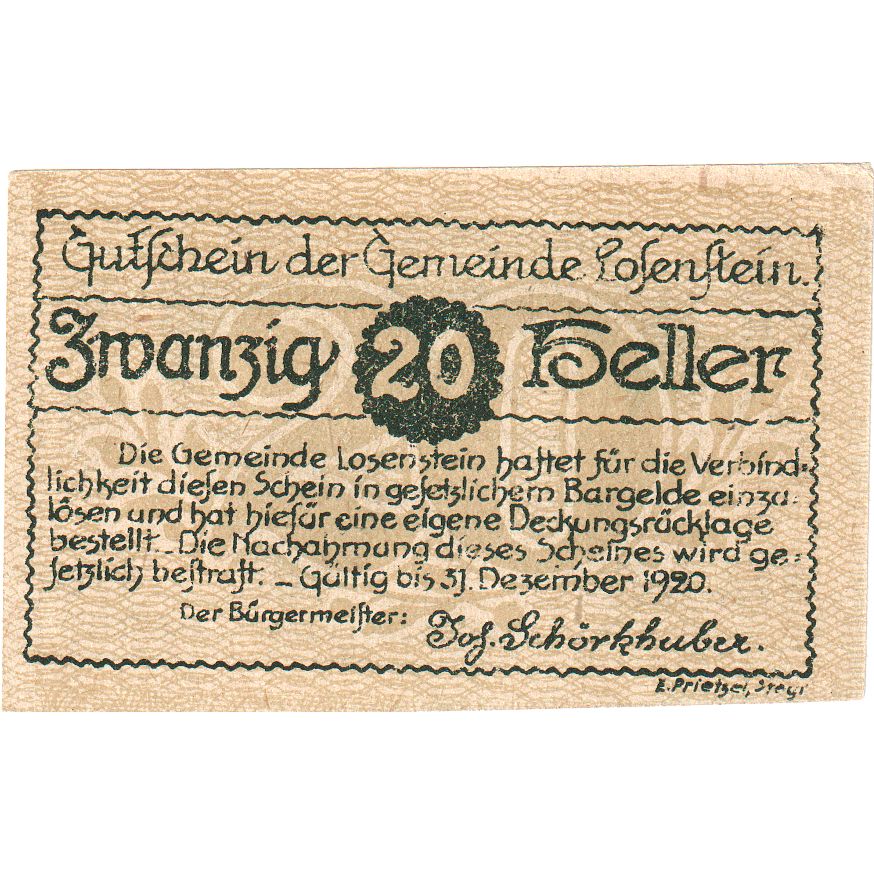 Gutschein der Gemeinde Losenstein.
Zwanzig 20 Heller
Die Gemeinde Losenstein haftet für die Verbind-
lichkeit diesen Schein in gesetzlichem Bargelde einzu-
lösen und hat hiefür eine eigene Deckungsrücklage
bestellt. – Die Nachahmung dieses Scheines wird ge-
setzlich bestraft. – Gültig bis 31. Dezember 1920.
Der Bürgermeister: Jos. Schörkhuber.
E. Prietzel, Steyr